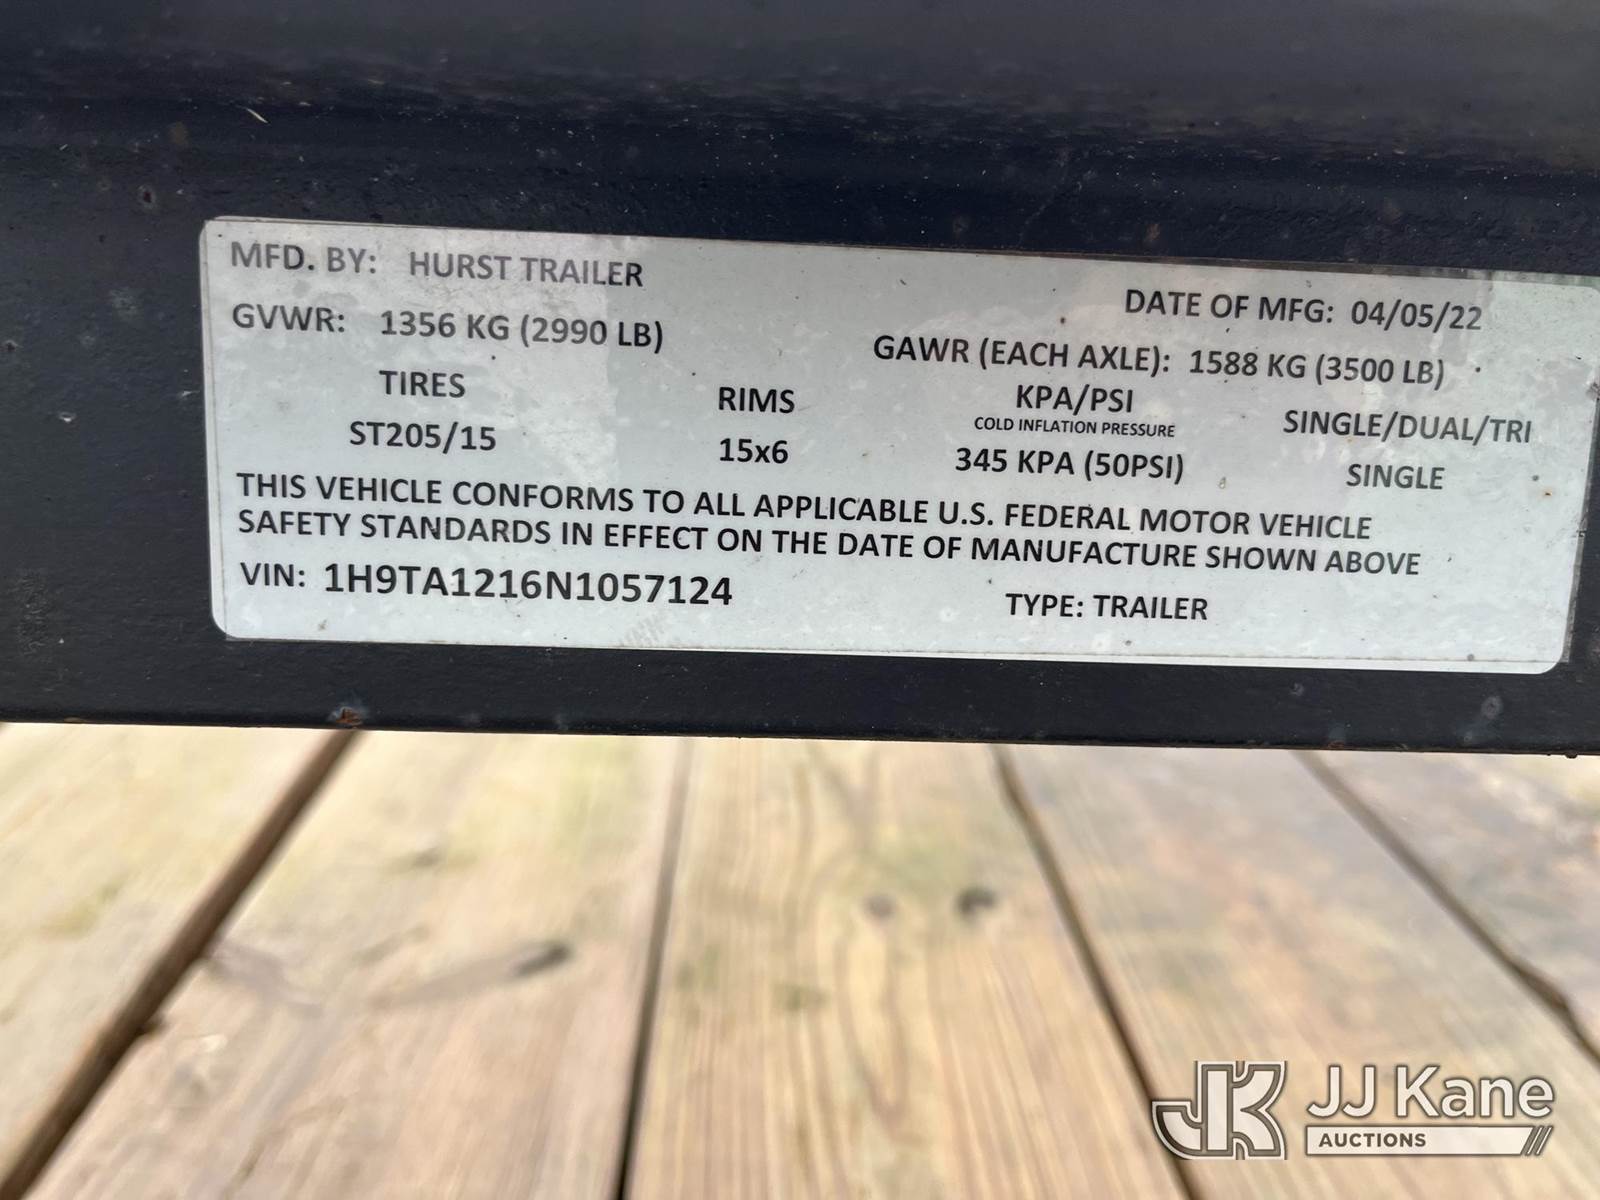 MFD. BY: HURST TRAILER
DATE OF MFG: 04/05/22
GVWR: 1356 KG (2990 LB)
GAWR (EACH AXLE): 1588 KG (3500 LB)
TIRES RIMS KPA/PSI SINGLE/DUAL/TRI
COLD INFLATION PRESSURE
ST205/15 15x6 345 KPA (50PSI) SINGLE
THIS VEHICLE CONFORMS TO ALL APPLICABLE U.S. FEDERAL MOTOR VEHICLE
SAFETY STANDARDS IN EFFECT ON THE DATE OF MANUFACTURE SHOWN ABOVE
VIN: 1H9TA1216N1057124 TYPE: TRAILER
JK JJ Kane
AUCTIONS